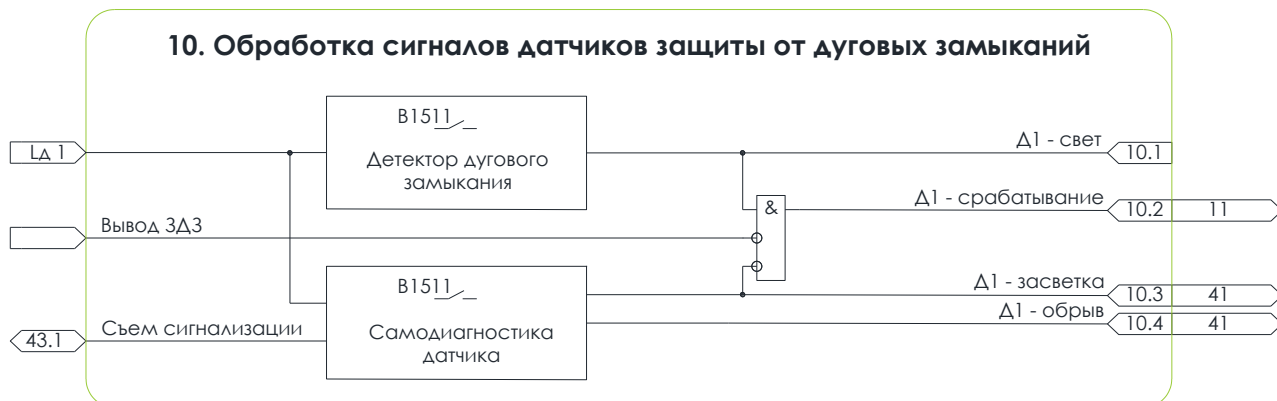 10. Обработка сигналов датчиков защиты от дуговых замыканий
В1511
Lд 1
Детектор дугового
замыкания
Д1 - свет
10.1
&
Д1 - срабатывание
10.2
11
Вывод ЗДЗ
В1511
Самодиагностика
датчика
Д1 - засветка
10.3
41
Д1 - обрыв
10.4
41
43.1
Съем сигнализации